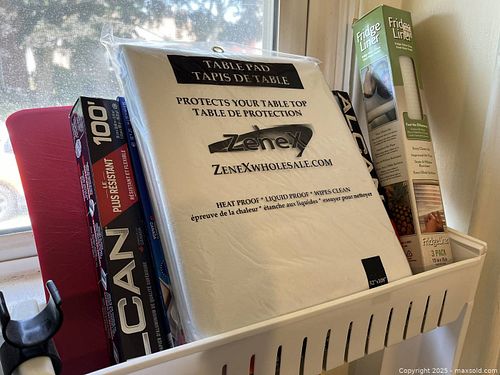 TABLE PAD
TAPIS DE TABLE
PROTECTS YOUR TABLE TOP
TABLE DE PROTECTION
ZeneX
ZENEXWHOLESALE.COM
HEAT PROOF * LIQUID PROOF * WIPES CLEAN
épreuve de la chaleur * étanche aux liquides * essuyer pour nettoyer
100'
PLUS RÉSISTANT
LCAN
ALCA
Fridge
Liner
Fridge
Liner
FridgeLiner
3 PACK
Copyright 2025 - maxsold.com